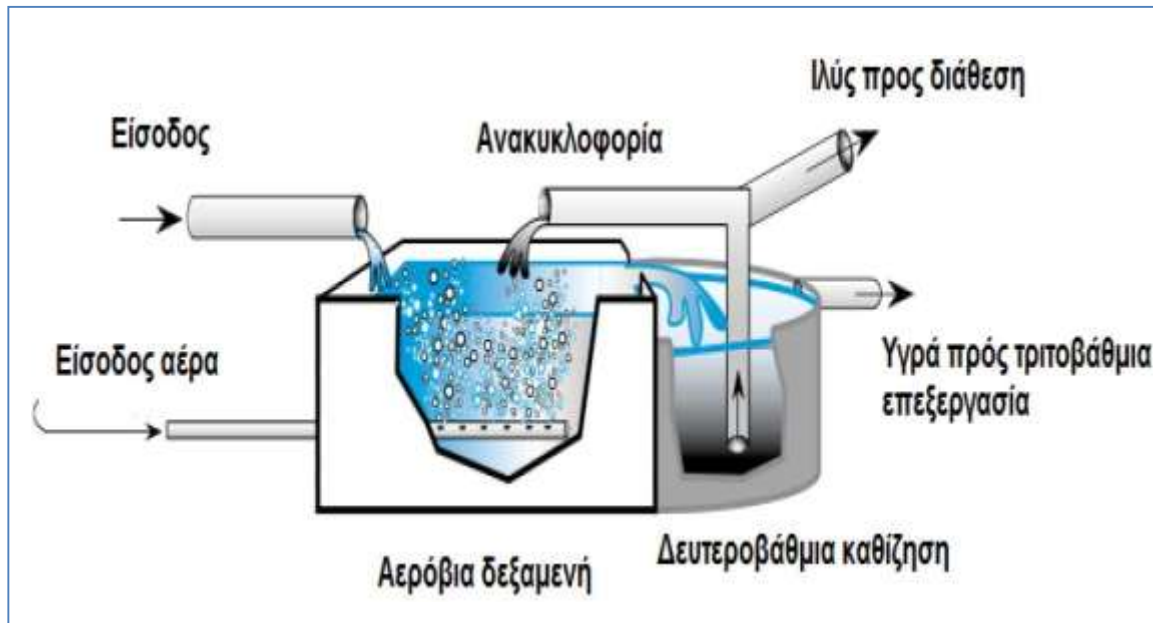 Ιλύς προς διάθεση
Είσοδος
Ανακυκλοφορία
Είσοδος αέρα
Υγρά πρός τριτοβάθμια
επεξεργασία
Δευτεροβάθμια καθίζηση
Αερόβια δεξαμενή